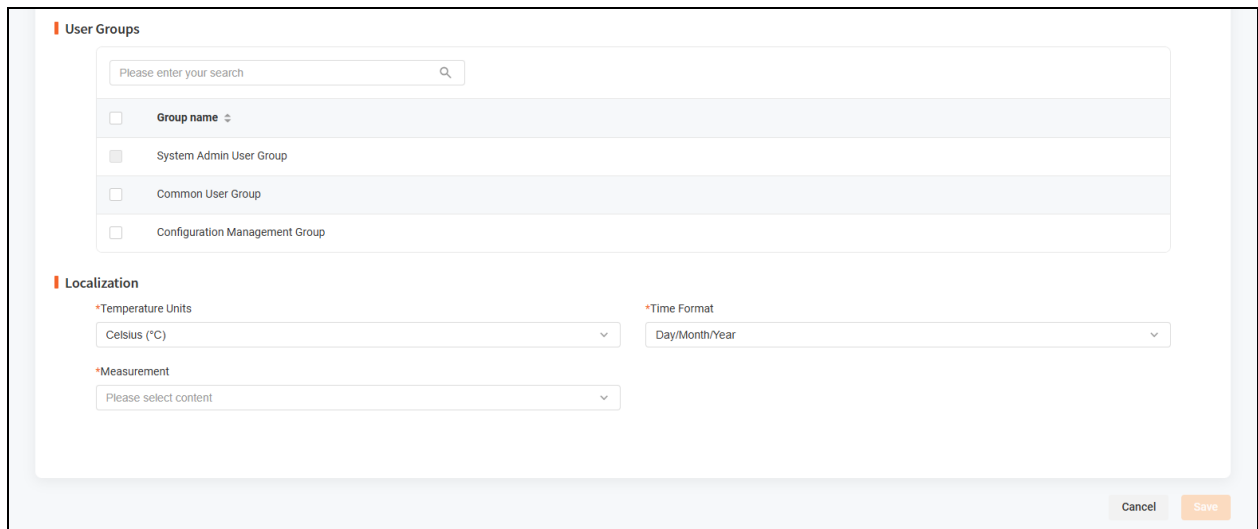 User Groups
Please enter your search
Group name
System Admin User Group
Common User Group
Configuration Management Group
Localization
*Temperature Units
*Time Format
Celsius (°C)
Day/Month/Year
*Measurement
Please select content
Cancel
Save